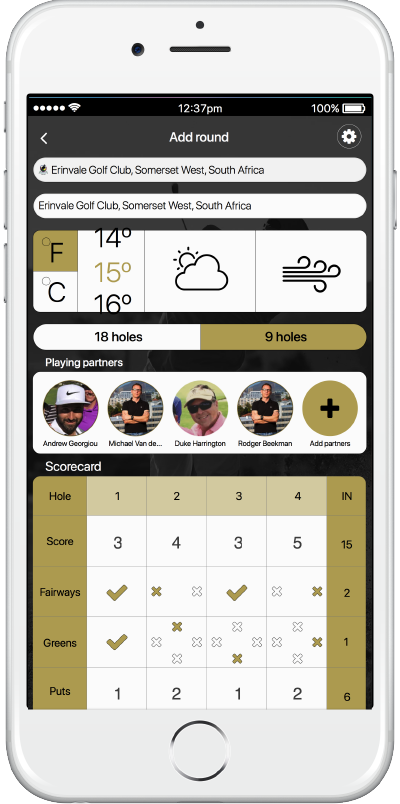 12:37pm 100%
Add round
Erinvale Golf Club, Somerset West, South Africa
Erinvale Golf Club, Somerset West, South Africa
°F
°C
14°
15°
16°
18 holes 9 holes
Playing partners
Andrew Georgiou Michael Van de... Duke Harrington Rodger Beekman Add partners
Scorecard
Hole 1 2 3 4 IN
Score 3 4 3 5 15
Fairways 2
Greens 1
Puts 1 2 1 2 6